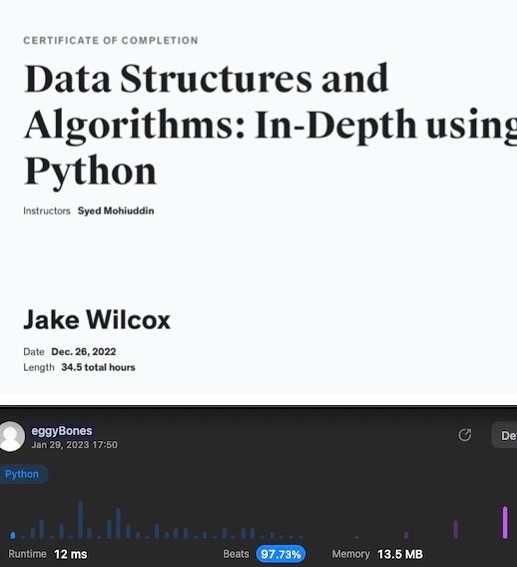 CERTIFICATE OF COMPLETION
Data Structures and
Algorithms: In-Depth using
Python
Instructors Syed Mohiuddin
Jake Wilcox
Date Dec. 26, 2022
Length 34.5 total hours
eggyBones
Jan 29, 2023 17:50
De
Python
Runtime 12 ms Beats 97.73% Memory 13.5 MB